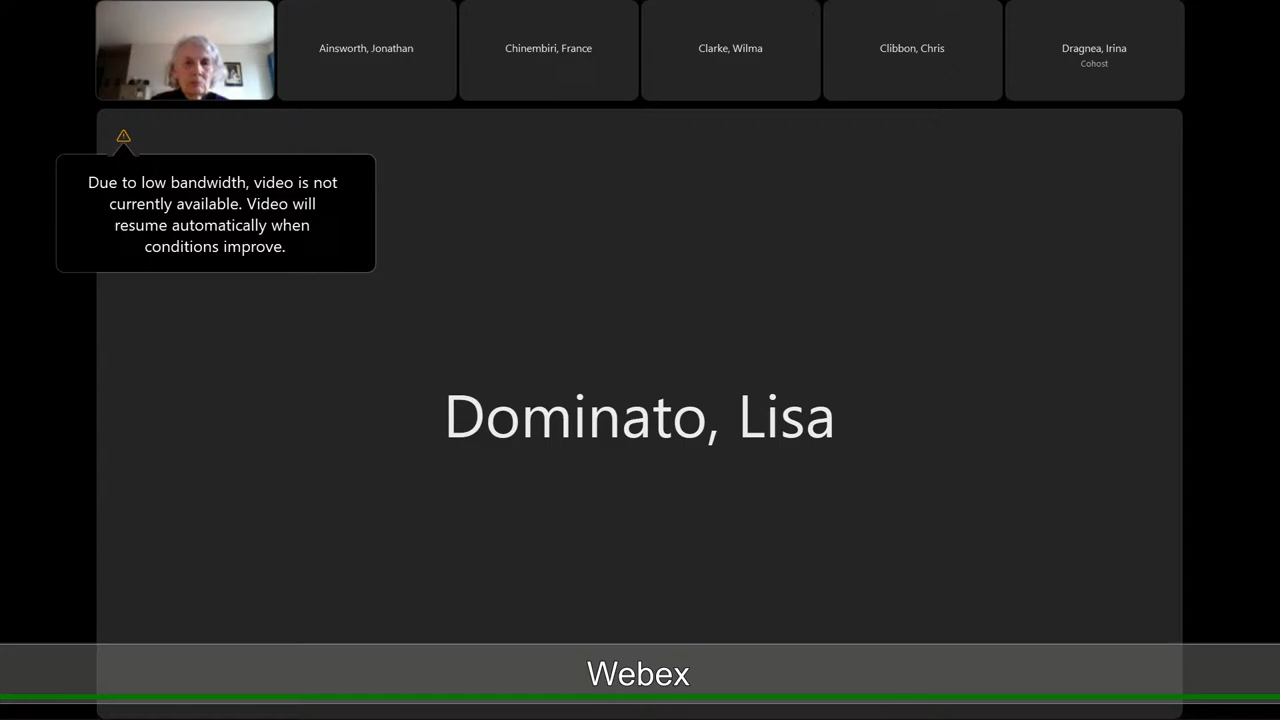 Ainsworth, Jonathan
Chinembiri, France
Clarke, Wilma
Clibbon, Chris
Dragnea, Irina
Cohost
Due to low bandwidth, video is not
currently available. Video will
resume automatically when
conditions improve.
Dominato, Lisa
Webex